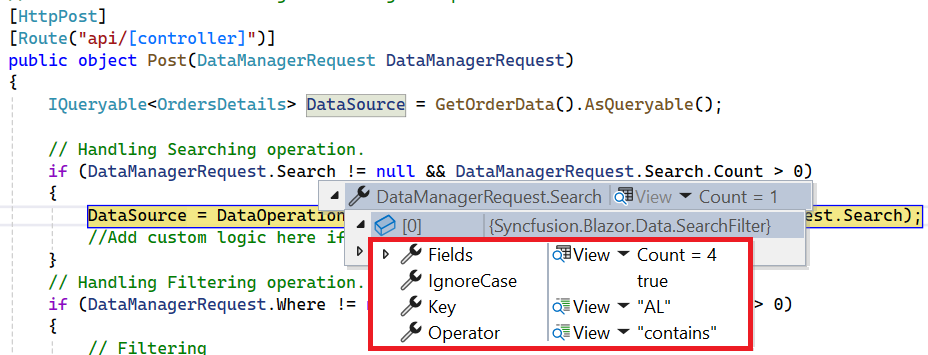 [HttpPost]
[Route("api/[controller]")]
public object Post(DataManagerRequest DataManagerRequest)
{
IQueryable<OrdersDetails> DataSource = GetOrderData().AsQueryable();
// Handling Searching operation.
if (DataManagerRequest.Search != null && DataManagerRequest.Search.Count > 0)
{
DataManagerRequest.Search View Count = 1
DataSource = DataOperation est.Search);
[0] {Syncfusion.Blazor.Data.SearchFilter}
//Add custom logic here if
Fields View Count = 4
}
IgnoreCase true
// Handling Filtering operation.
Key View "AL"
if (DataManagerRequest.Where != > 0)
Operator View "contains"
{
// Filtering